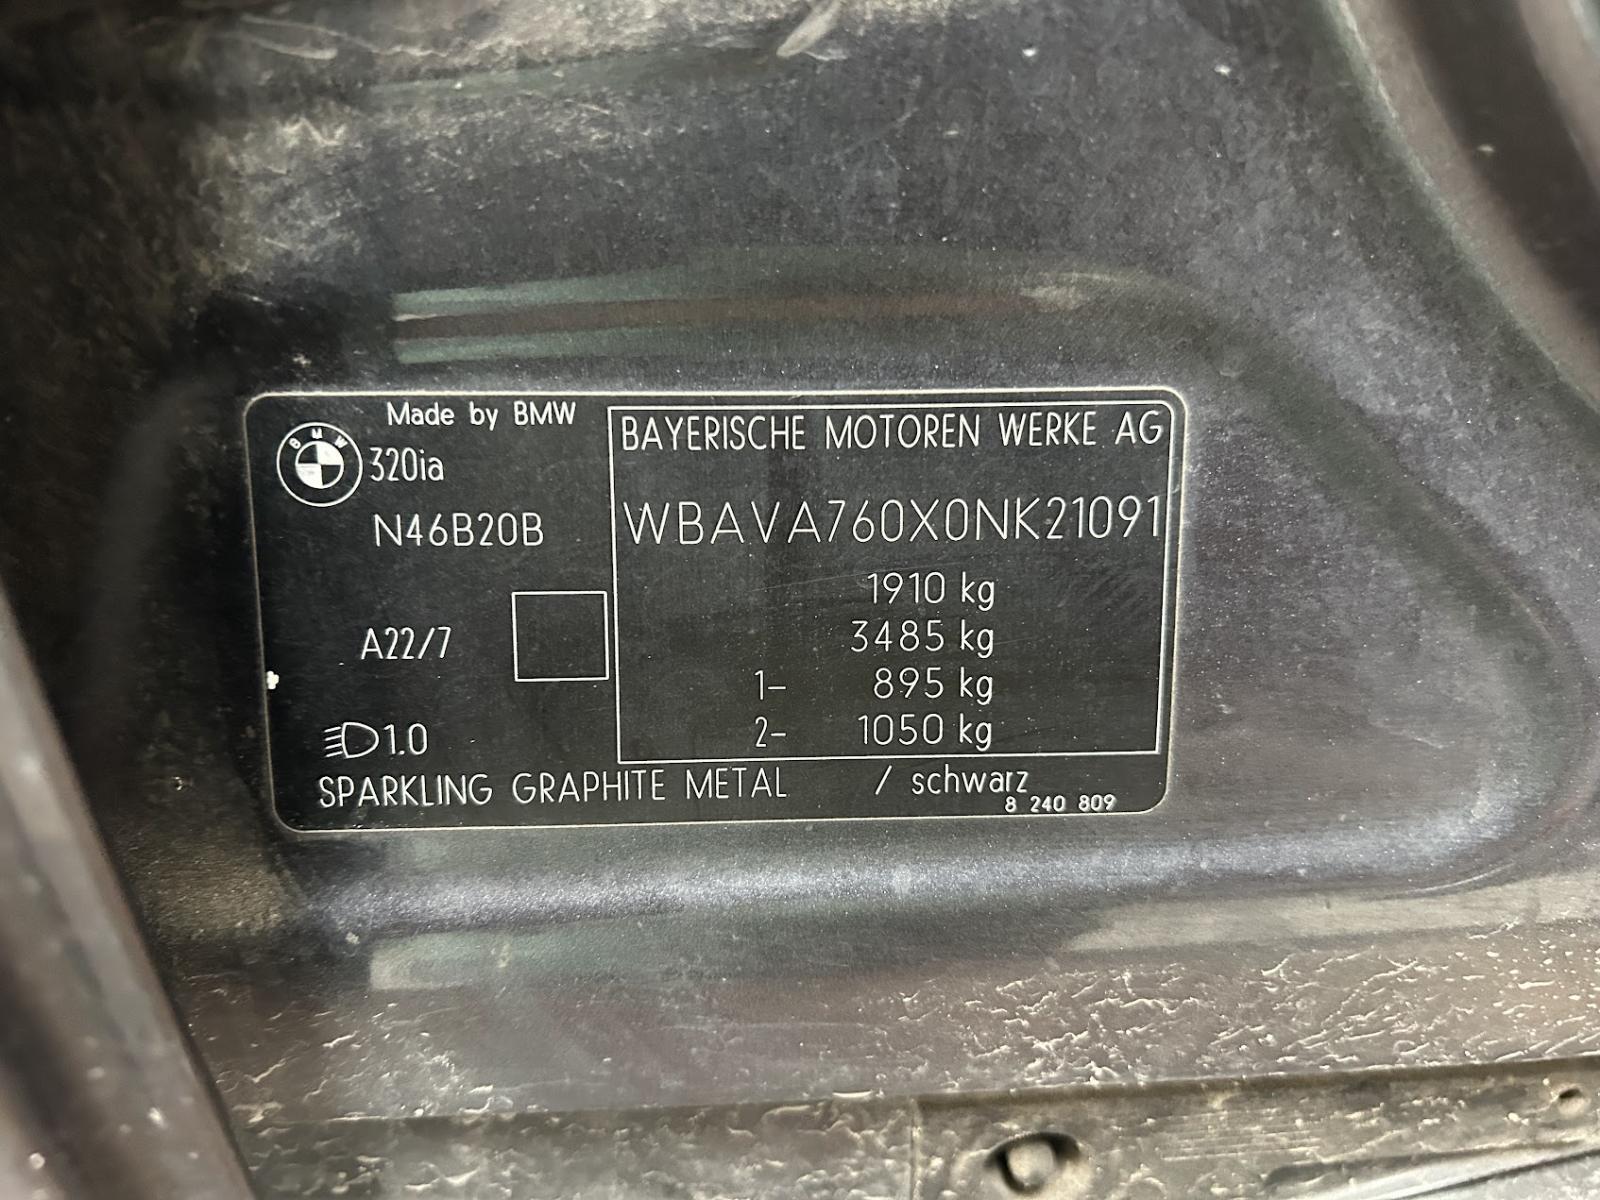 Made by BMW
BMW
320ia
N46B20B
A22/7
1.0
BAYERISCHE MOTOREN WERKE AG
WBAVA760X0NK21091
1910 kg
3485 kg
1- 895 kg
2- 1050 kg
SPARKLING GRAPHITE METAL / schwarz
8 240 809